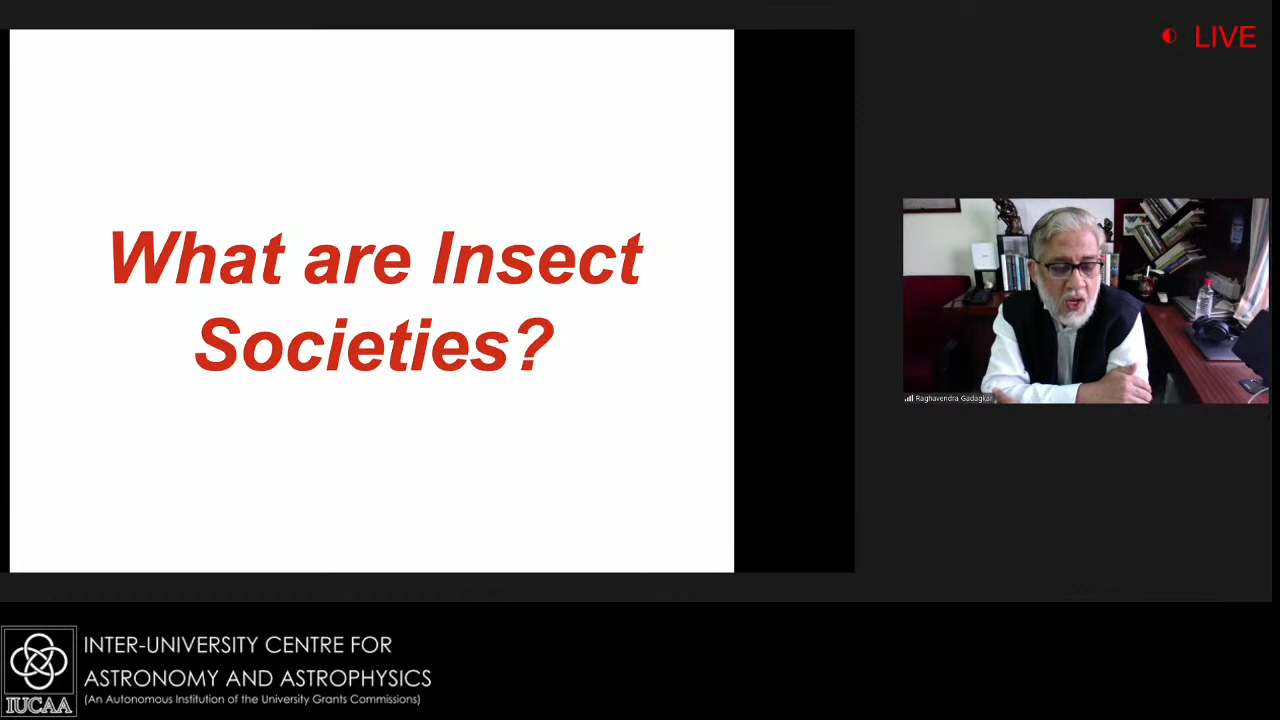 LIVE
What are Insect
Societies?
Raghavendra Gadagkar
INTER-UNIVERSITY CENTRE FOR
ASTRONOMY AND ASTROPHYSICS
(An Autonomous Institution of the University Grants Commissions)
IUCAA